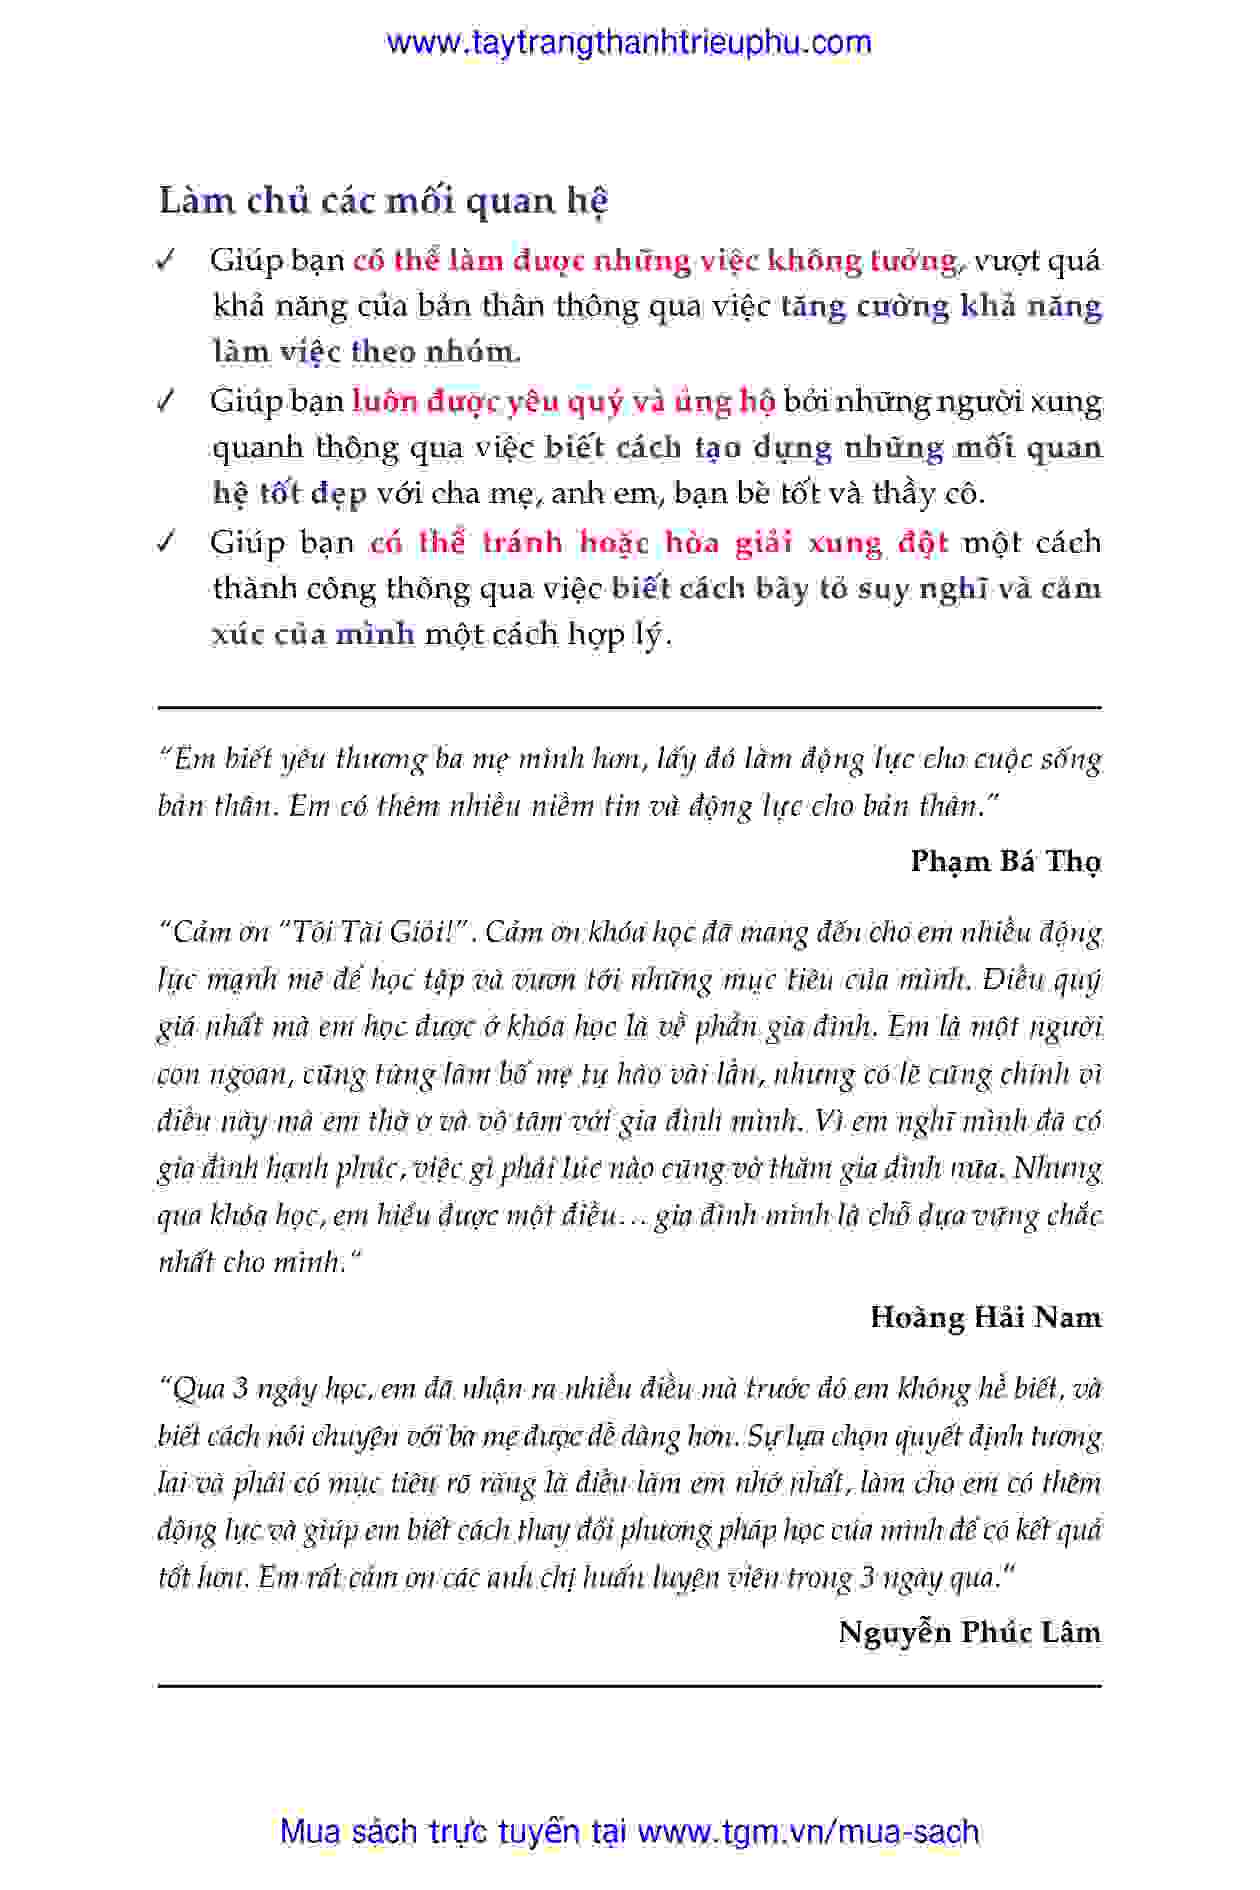 www.taytrangthanhtrieuphu.com
Làm chủ các mối quan hệ
✓ Giúp bạn có thể làm được những việc không tưởng, vượt quá
khả năng của bản thân thông qua việc tăng cường khả năng
làm việc theo nhóm.
✓ Giúp bạn luôn được yêu quý và ủng hộ bởi những người xung
quanh thông qua việc biết cách tạo dựng những mối quan
hệ tốt đẹp với cha mẹ, anh em, bạn bè tốt và thầy cô.
✓ Giúp bạn có thể tránh hoặc hòa giải xung đột một cách
thành công thông qua việc biết cách bày tỏ suy nghĩ và cảm
xúc của mình một cách hợp lý.
“Em biết yêu thương ba mẹ mình hơn, lấy đó làm động lực cho cuộc sống
bản thân. Em có thêm nhiều niềm tin và động lực cho bản thân.”
Phạm Bá Thọ
“Cảm ơn “Tôi Tài Giỏi!”. Cảm ơn khóa học đã mang đến cho em nhiều động
lực mạnh mẽ để học tập và vươn tới những mục tiêu của mình. Điều quý
giá nhất mà em học được ở khóa học là về phần gia đình. Em là một người
con ngoan, cũng từng làm bố mẹ tự hào vài lần, nhưng có lẽ cũng chính vì
điều này mà em thờ ơ và vô tâm với gia đình mình. Vì em nghĩ mình đã có
gia đình hạnh phúc, việc gì phải lúc nào cũng vờ thăm gia đình nữa. Nhưng
qua khóa học, em hiểu được một điều… gia đình mình là chỗ dựa vững chắc
nhất cho mình.“
Hoàng Hải Nam
“Qua 3 ngày học, em đã nhận ra nhiều điều mà trước đó em không hề biết, và
biết cách nói chuyện với ba mẹ được dễ dàng hơn. Sự lựa chọn quyết định tương
lai và phải có mục tiêu rõ ràng là điều làm em nhớ nhất, làm cho em có thêm
động lực và giúp em biết cách thay đổi phương pháp học của mình để có kết quả
tốt hơn. Em rất cảm ơn các anh chị huấn luyện viên trong 3 ngày qua.“
Nguyễn Phúc Lâm
Mua sách trực tuyến tại www.tgm.vn/mua-sach